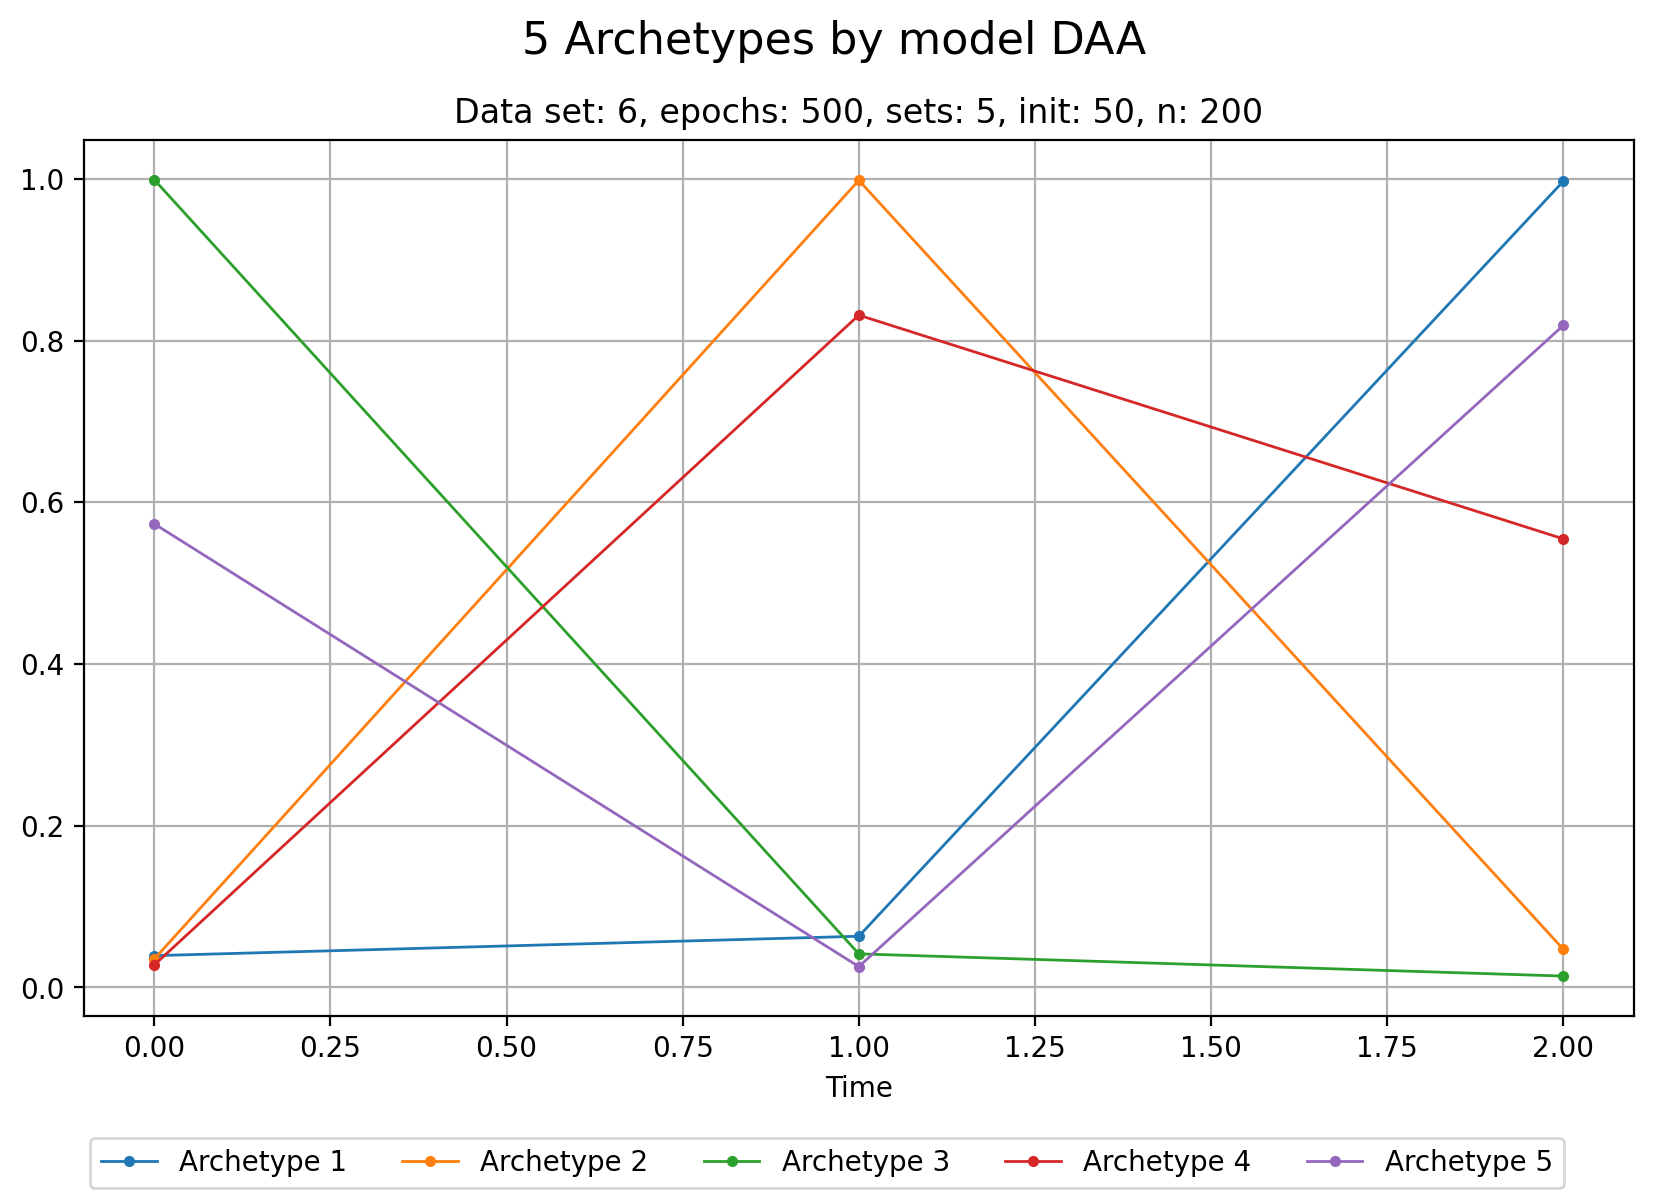 5 Archetypes by model DAA
Data set: 6, epochs: 500, sets: 5, init: 50, n: 200
1.0
0.8
0.6
0.4
0.2
0.0
0.00 0.25 0.50 0.75 1.00 1.25 1.50 1.75 2.00
Time
Archetype 1 Archetype 2 Archetype 3 Archetype 4 Archetype 5